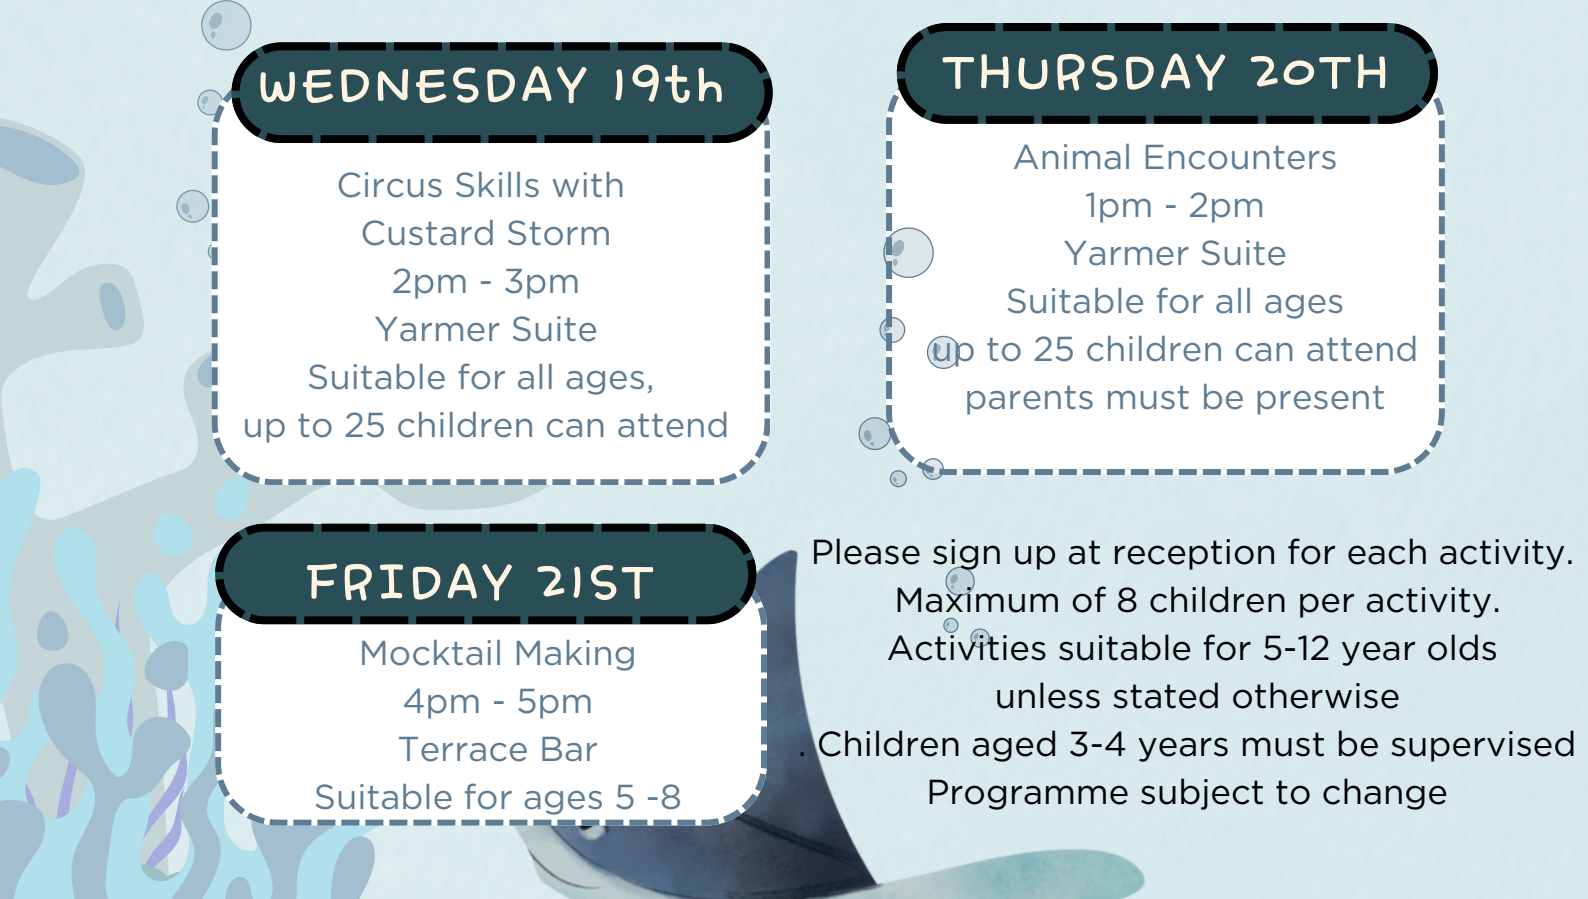 WEDNESDAY 19th
Circus Skills with
Custard Storm
2pm - 3pm
Yarmer Suite
Suitable for all ages,
up to 25 children can attend
THURSDAY 20TH
Animal Encounters
1pm - 2pm
Yarmer Suite
Suitable for all ages
up to 25 children can attend
parents must be present
FRIDAY 21ST
Mocktail Making
4pm - 5pm
Terrace Bar
Suitable for ages 5 -8
Please sign up at reception for each activity.
Maximum of 8 children per activity.
Activities suitable for 5-12 year olds
unless stated otherwise
. Children aged 3-4 years must be supervised
Programme subject to change